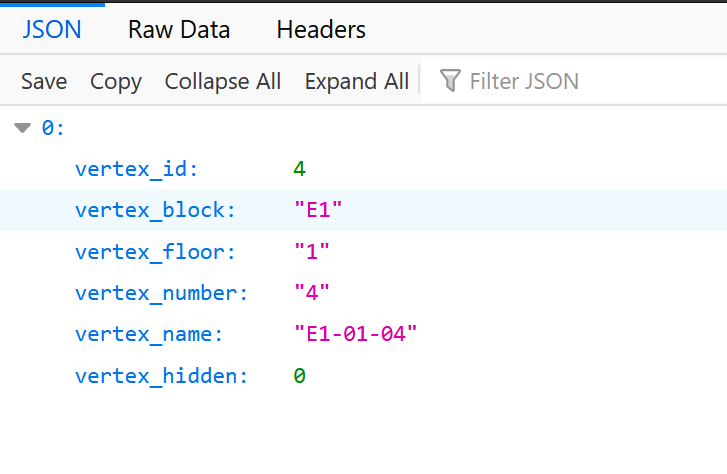 JSON Raw Data Headers
Save Copy Collapse All Expand All Filter JSON
0:
vertex_id: 4
vertex_block: "E1"
vertex_floor: "1"
vertex_number: "4"
vertex_name: "E1-01-04"
vertex_hidden: 0